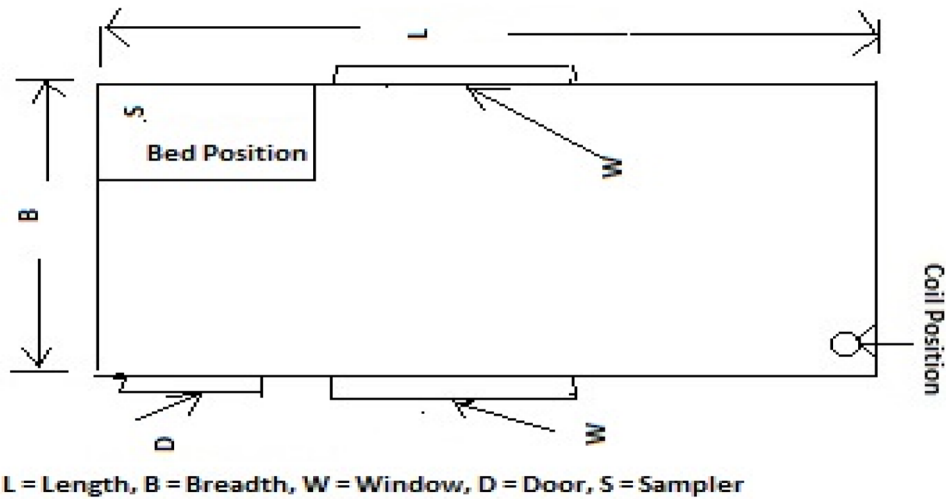 L
S
Bed Position
W
B
Coil Position
D
W
L = Length, B = Breadth, W = Window, D = Door, S = Sampler